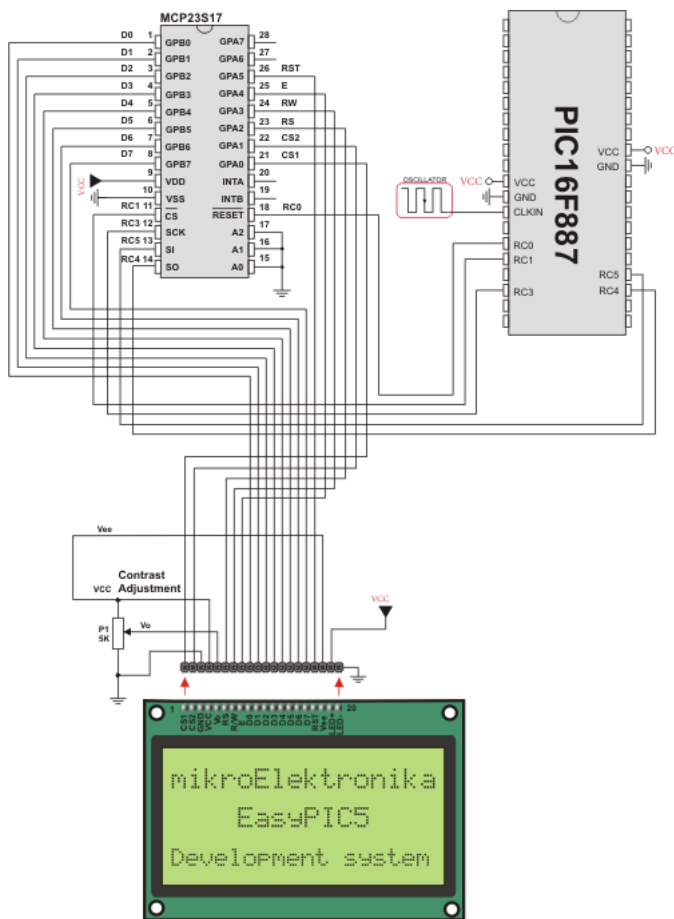 MCP23S17
D0 1 GPB0 GPA7 28
D1 2 GPB1 GPA6 27
D2 3 GPB2 GPA5 26 RST
D3 4 GPB3 GPA4 25 E
D4 5 GPB4 GPA3 24 RW
D5 6 GPB5 GPA2 23 RS
D6 7 GPB6 GPA1 22 CS2
D7 8 GPB7 GPA0 21 CS1
VCC 9 VDD INTA 20
10 VSS INTB 19
RC1 11 CS RESET 18 RC0
RC3 12 SCK A2 17
RC5 13 SI A1 16
RC4 14 SO A0 15
PIC16F887
VCC VCC
GND
VCC VCC
GND
OSCILLATOR
CLKIN
RC0
RC1
RC3
RC5
RC4
Vee
VCC
Contrast
Adjustment
P1
5K
Vo
VCC
1 CS1 CS2 GND VCC Vo RS R/W E D0 D1 D2 D3 D4 D5 D6 D7 RST Vee LED+ LED- 20
mikroElektronika
EasyPIC5
Development system